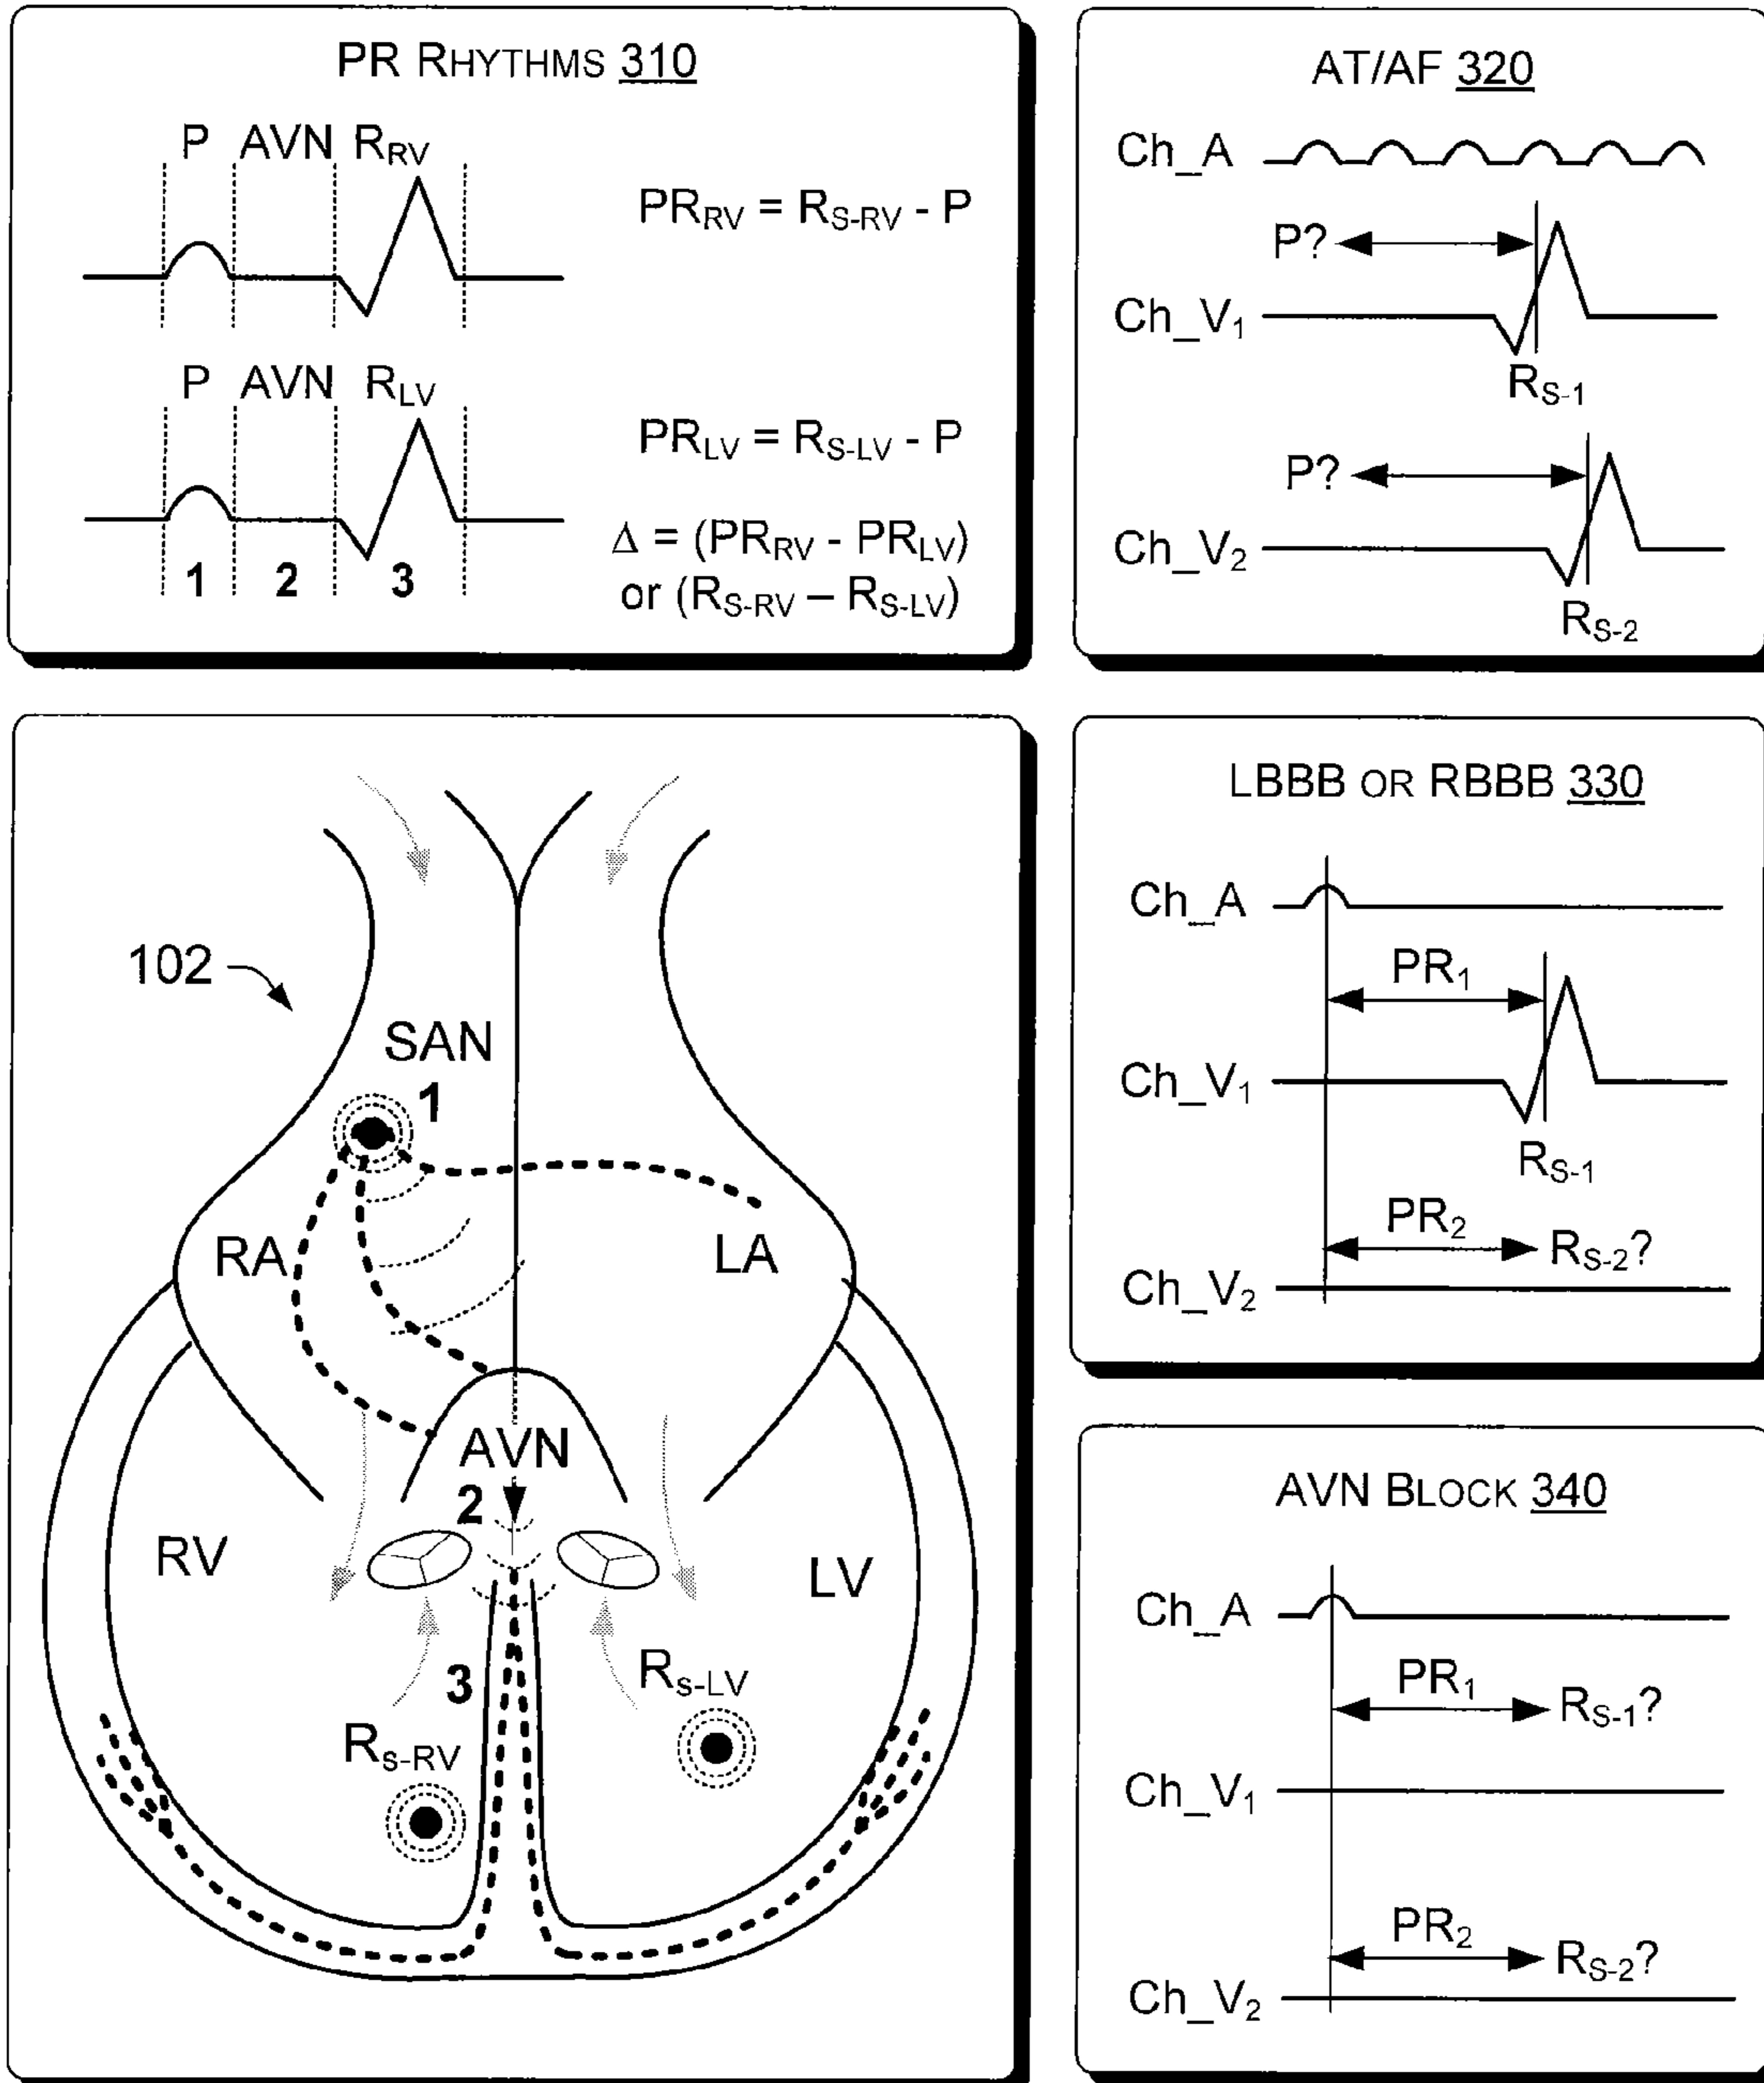 PR RHYTHMS 310
P AVN R_RV
PR_RV = R_S-RV - P
P AVN R_LV
PR_LV = R_S-LV - P
Δ = (PR_RV - PR_LV)
or (R_S-RV – R_S-LV)
1 2 3
AT/AF 320
Ch_A
P?
Ch_V₁
R_S-1
P?
Ch_V₂
R_S-2
102
SAN
1
RA
LA
AVN
2
RV
LV
3
R_s-LV
R_s-RV
LBBB OR RBBB 330
Ch_A
PR₁
Ch_V₁
R_S-1
PR₂
R_S-2?
Ch_V₂
AVN BLOCK 340
Ch_A
PR₁
R_S-1?
Ch_V₁
PR₂
R_S-2?
Ch_V₂